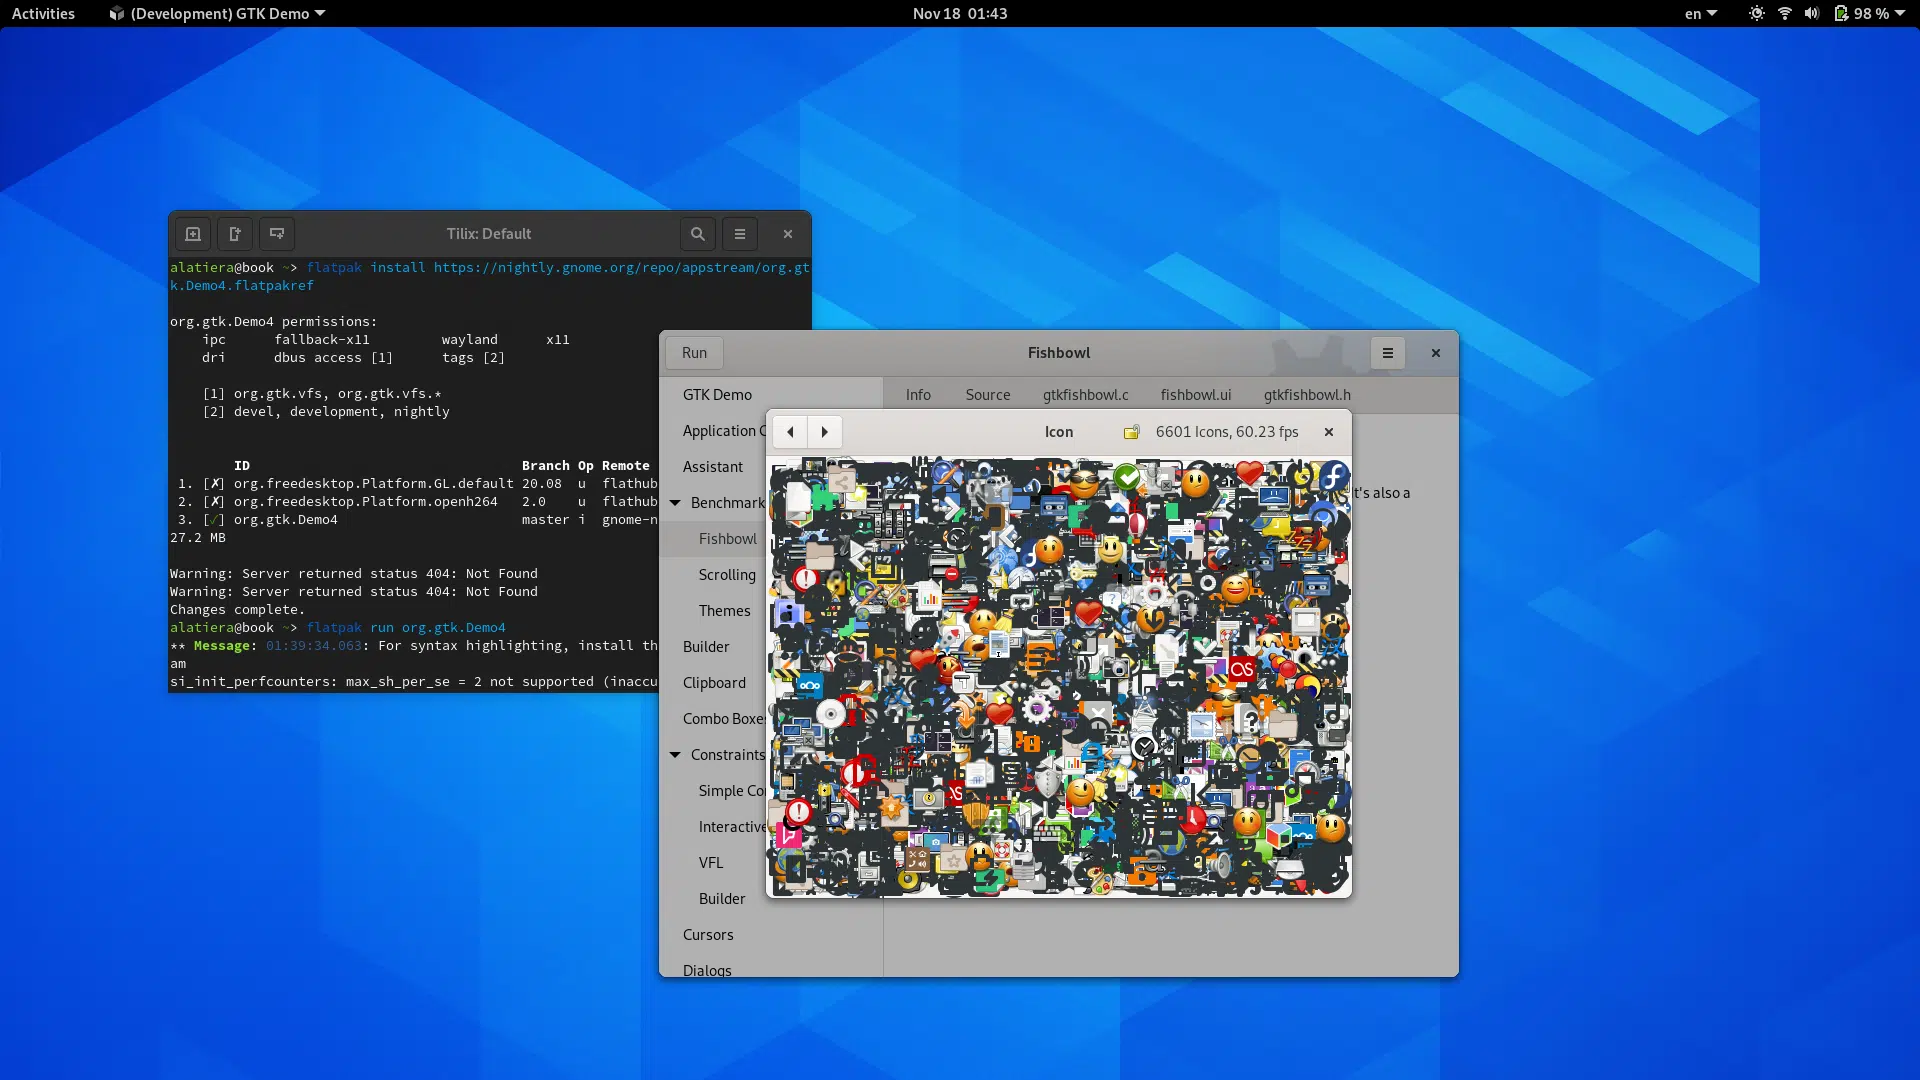 Activities (Development) GTK Demo Nov 18 01:43 en 98 %
Tilix: Default
alatiera@book ~> flatpak install https://nightly.gnome.org/repo/appstream/org.gt
k.Demo4.flatpakref
org.gtk.Demo4 permissions:
ipc fallback-x11 wayland x11
dri dbus access [1] tags [2]
[1] org.gtk.vfs, org.gtk.vfs.*
[2] devel, development, nightly
ID Branch Op Remote
1. [✗] org.freedesktop.Platform.GL.default 20.08 u flathub
2. [✗] org.freedesktop.Platform.openh264 2.0 u flathub
3. [✓] org.gtk.Demo4 master i gnome-n
27.2 MB
Warning: Server returned status 404: Not Found
Warning: Server returned status 404: Not Found
Changes complete.
alatiera@book ~> flatpak run org.gtk.Demo4
** Message: 01:39:34.063: For syntax highlighting, install th
am
si_init_perfcounters: max_sh_per_se = 2 not supported (inaccu
Run Fishbowl
GTK Demo
Application
Assistant
Benchmark
Fishbowl
Scrolling
Themes
Builder
Clipboard
Combo Boxes
Constraints
Simple Co
Interactive
VFL
Builder
Cursors
Dialogs
Info Source gtkfishbowl.c fishbowl.ui gtkfishbowl.h
t's also a
Icon 6601 Icons, 60.23 fps